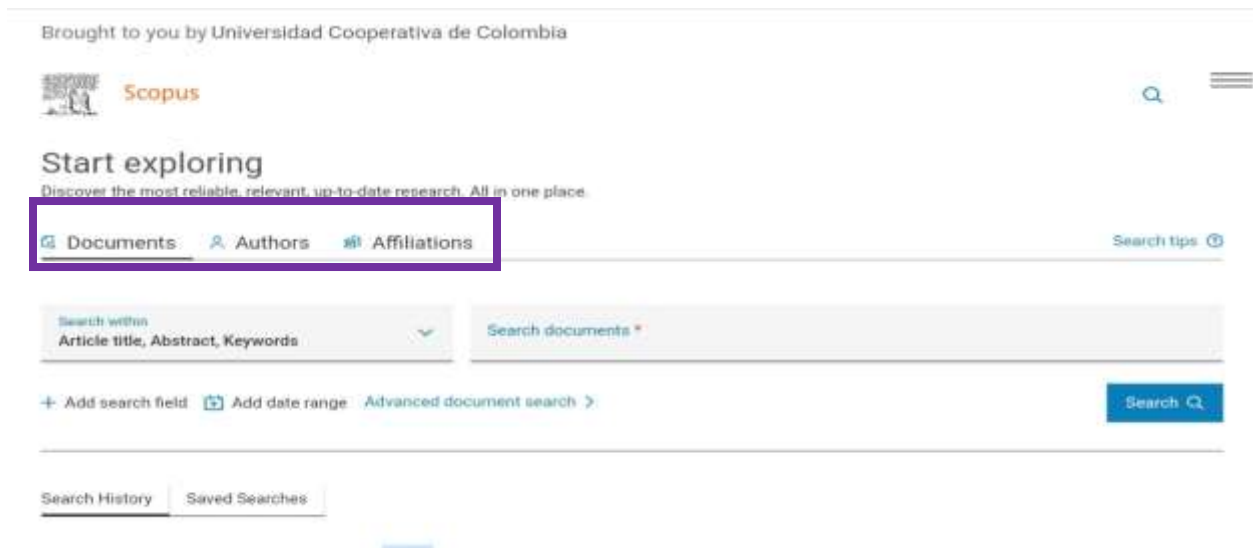 Brought to you by Universidad Cooperativa de Colombia
Scopus
Start exploring
Discover the most reliable, relevant, up-to-date research. All in one place.
Documents Authors Affiliations
Search tips
Search within
Article title, Abstract, Keywords
Search documents *
+ Add search field Add date range Advanced document search >
Search
Search History Saved Searches